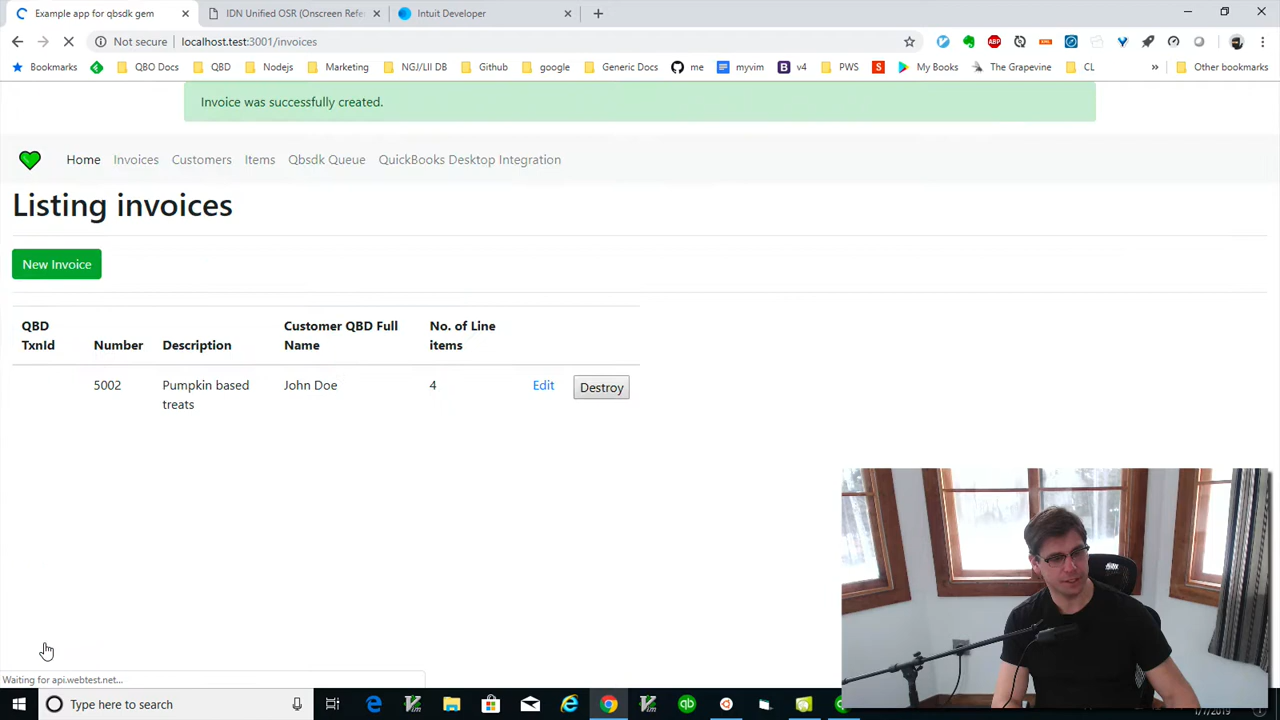 Example app for qbsdk gem
IDN Unified OSR (Onscreen Refe
Intuit Developer
Not secure
localhost.test:3001/invoices
Bookmarks
QBO Docs
QBD
Nodejs
Marketing
NGJ/LII DB
Github
google
Generic Docs
me
myvim
v4
PWS
My Books
The Grapevine
CL
Other bookmarks
Invoice was successfully created.
Home
Invoices
Customers
Items
Qbsdk Queue
QuickBooks Desktop Integration
Listing invoices
New Invoice
QBD TxnId
Number
Description
Customer QBD Full Name
No. of Line items
5002
Pumpkin based treats
John Doe
4
Edit
Destroy
Waiting for api.webtest.net...
Type here to search
1/7/2019